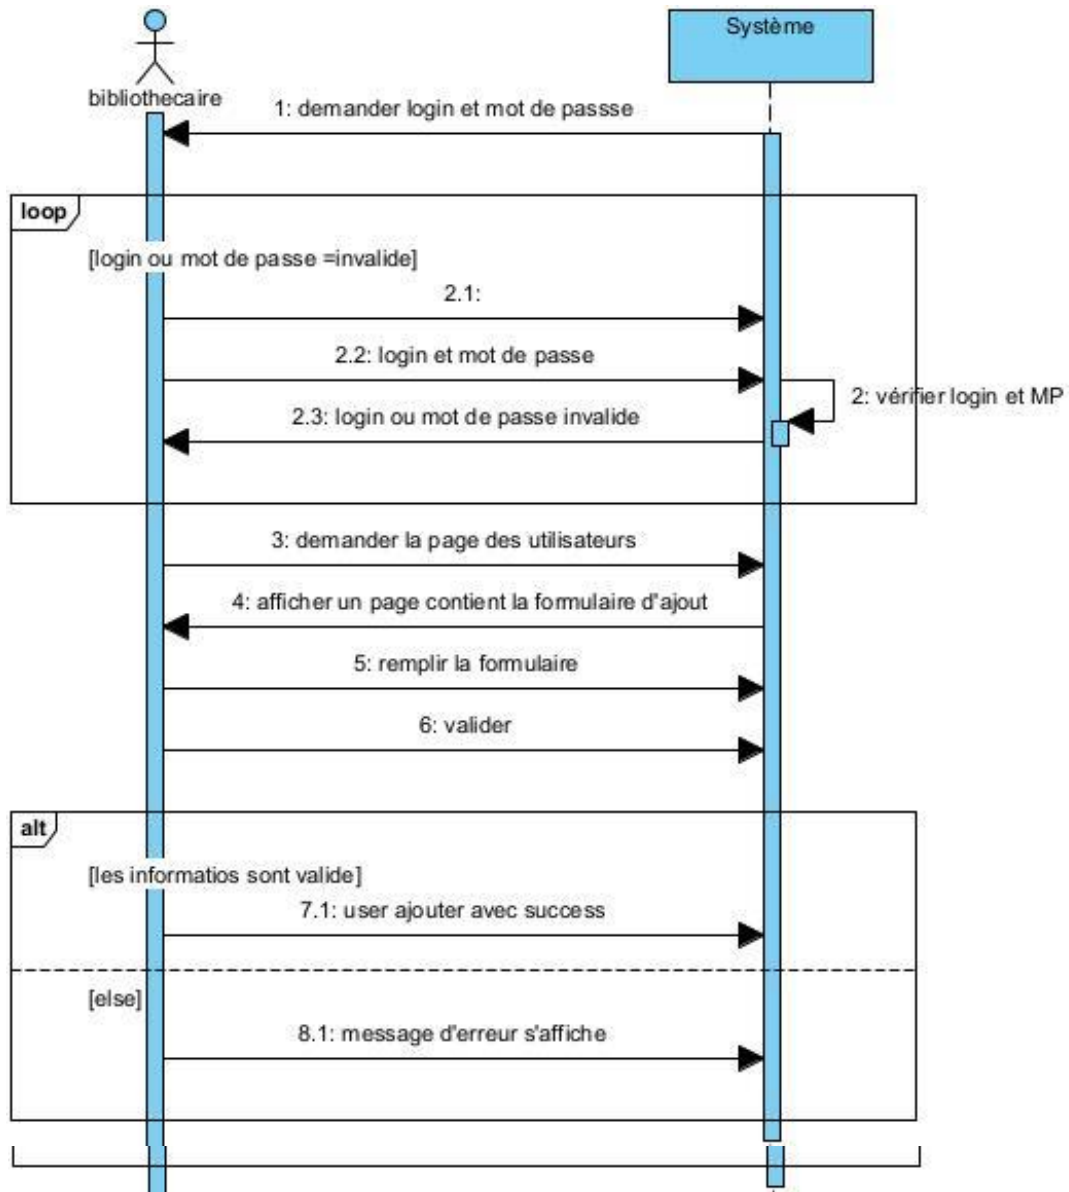 Système
bibliothecaire
1: demander login et mot de passse
loop
[login ou mot de passe =invalide]
2.1:
2.2: login et mot de passe
2: vérifier login et MP
2.3: login ou mot de passe invalide
3: demander la page des utilisateurs
4: afficher un page contient la formulaire d'ajout
5: remplir la formulaire
6: valider
alt
[les informatios sont valide]
7.1: user ajouter avec success
[else]
8.1: message d'erreur s'affiche